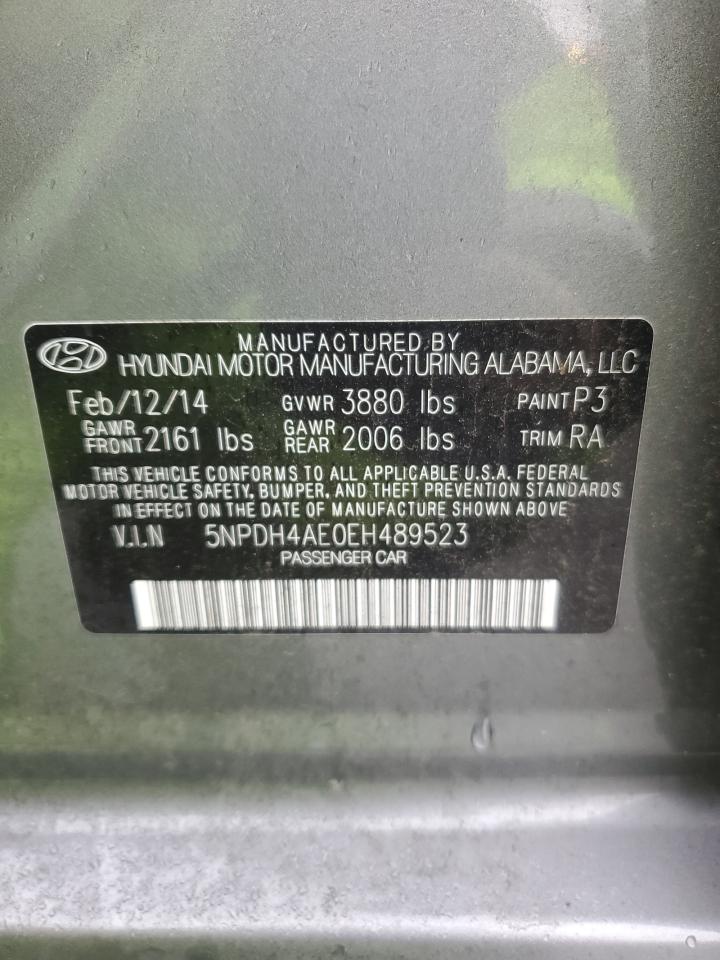 MANUFACTURED BY
HYUNDAI MOTOR MANUFACTURING ALABAMA, LLC
Feb/12/14 GVWR 3880 lbs PAINT P3
GAWR FRONT 2161 lbs GAWR REAR 2006 lbs TRIM RA
THIS VEHICLE CONFORMS TO ALL APPLICABLE U.S.A. FEDERAL
MOTOR VEHICLE SAFETY, BUMPER, AND THEFT PREVENTION STANDARDS
IN EFFECT ON THE DATE OF MANUFACTURE SHOWN ABOVE
V.I.N 5NPDH4AE0EH489523
PASSENGER CAR